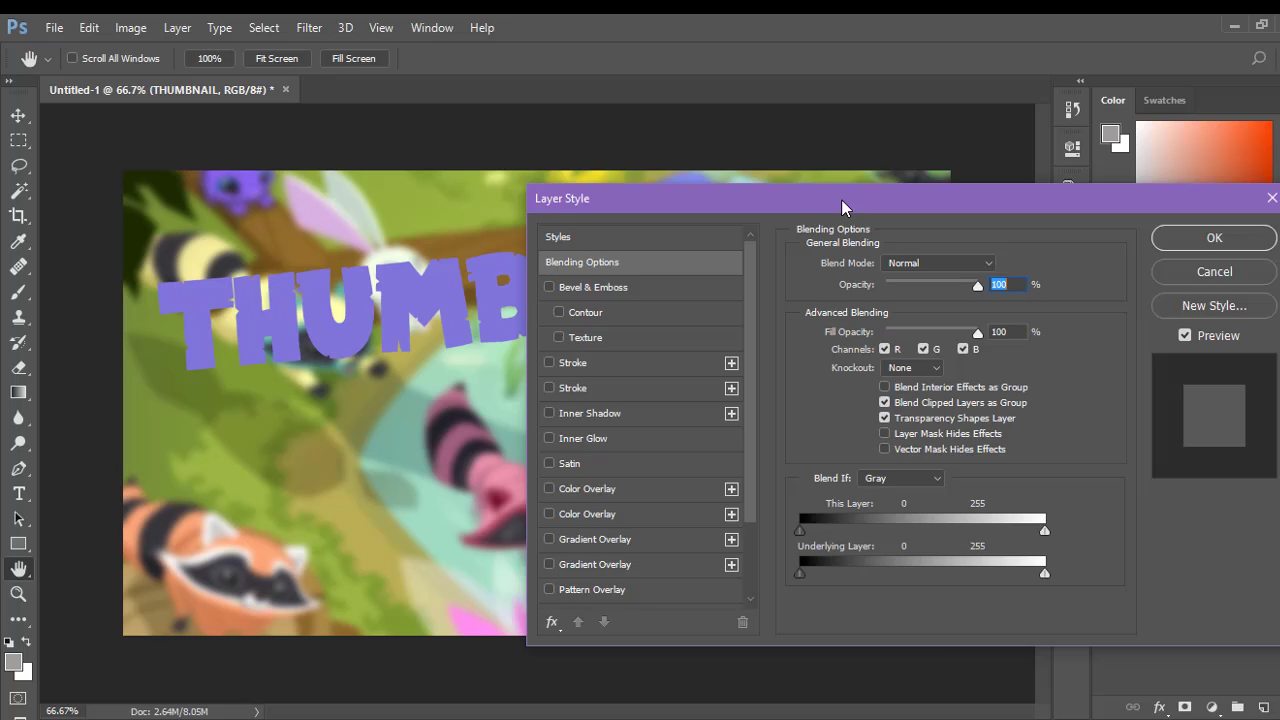 Ps File Edit Image Layer Type Select Filter 3D View Window Help
Scroll All Windows 100% Fit Screen Fill Screen
Untitled-1 @ 66.7% (THUMBNAIL, RGB/8#) * ×
Color Swatches
THUMB
Layer Style
Styles
Blending Options
Bevel & Emboss
Contour
Texture
Stroke
Stroke
Inner Shadow
Inner Glow
Satin
Color Overlay
Color Overlay
Gradient Overlay
Gradient Overlay
Pattern Overlay
fx
Blending Options
General Blending
Blend Mode: Normal
Opacity: 100 %
Advanced Blending
Fill Opacity: 100 %
Channels: R G B
Knockout: None
Blend Interior Effects as Group
Blend Clipped Layers as Group
Transparency Shapes Layer
Layer Mask Hides Effects
Vector Mask Hides Effects
Blend If: Gray
This Layer: 0 255
Underlying Layer: 0 255
OK
Cancel
New Style...
Preview
66.67% Doc: 2.64M/8.05M
fx